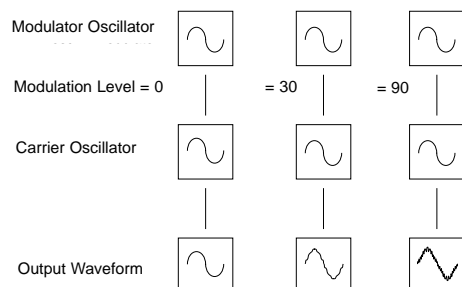 Modulator Oscillator
Modulation Level = 0 = 30 = 90
Carrier Oscillator
Output Waveform